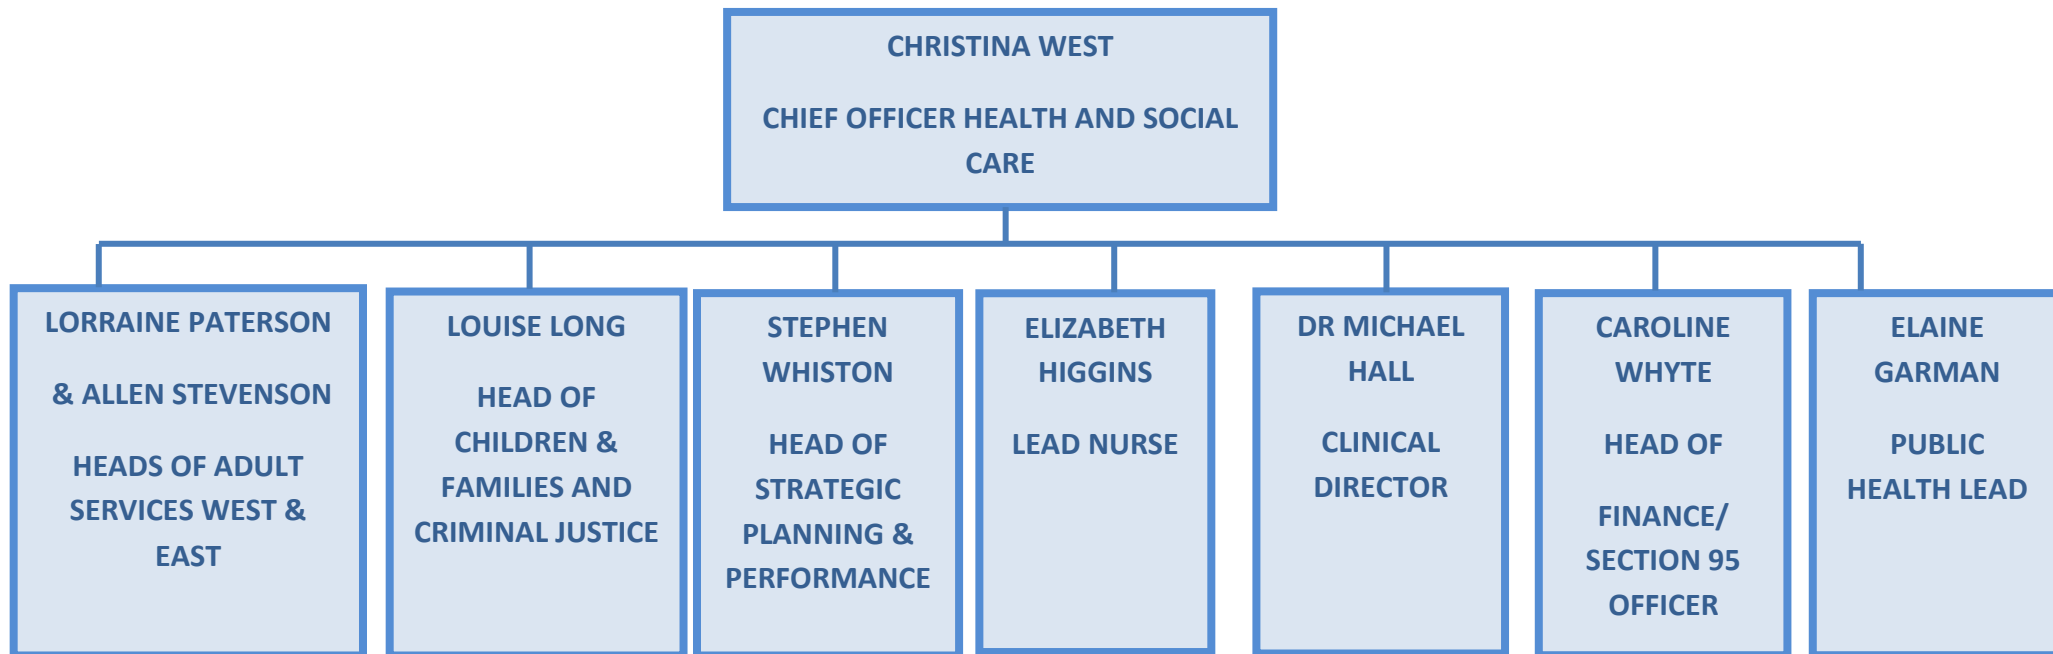 CHRISTINA WEST
CHIEF OFFICER HEALTH AND SOCIAL
CARE
LORRAINE PATERSON
& ALLEN STEVENSON
HEADS OF ADULT
SERVICES WEST &
EAST
LOUISE LONG
HEAD OF
CHILDREN &
FAMILIES AND
CRIMINAL JUSTICE
STEPHEN
WHISTON
HEAD OF
STRATEGIC
PLANNING &
PERFORMANCE
ELIZABETH
HIGGINS
LEAD NURSE
DR MICHAEL
HALL
CLINICAL
DIRECTOR
CAROLINE
WHYTE
HEAD OF
FINANCE/
SECTION 95
OFFICER
ELAINE
GARMAN
PUBLIC
HEALTH LEAD